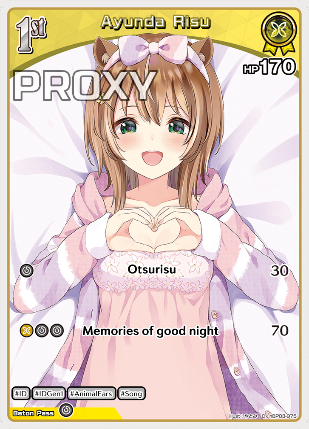 Ayunda Risu
1st
HP170
PROXY
Otsurisu 30
Memories of good night 70
#ID #IDGen1 #AnimalEars #Song
Baton Pass